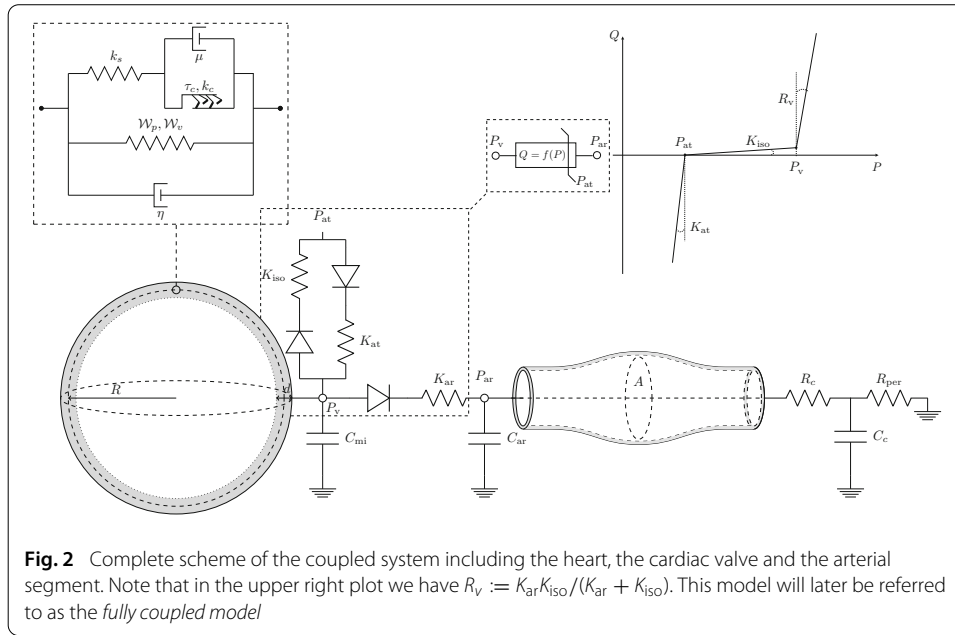 k_s
μ
τ_c, k_c
W_p, W_v
η
Q
R_v
P_at
K_iso
P_v
P
K_at
P_v
Q = f(P)
P_ar
P_at
P_at
K_iso
K_at
R
d
P_v
K_ar
P_ar
C_mi
C_ar
A
R_c
R_per
C_c
Fig. 2 Complete scheme of the coupled system including the heart, the cardiac valve and the arterial
segment. Note that in the upper right plot we have R_v := K_ar K_iso/(K_ar + K_iso). This model will later be referred
to as the fully coupled model